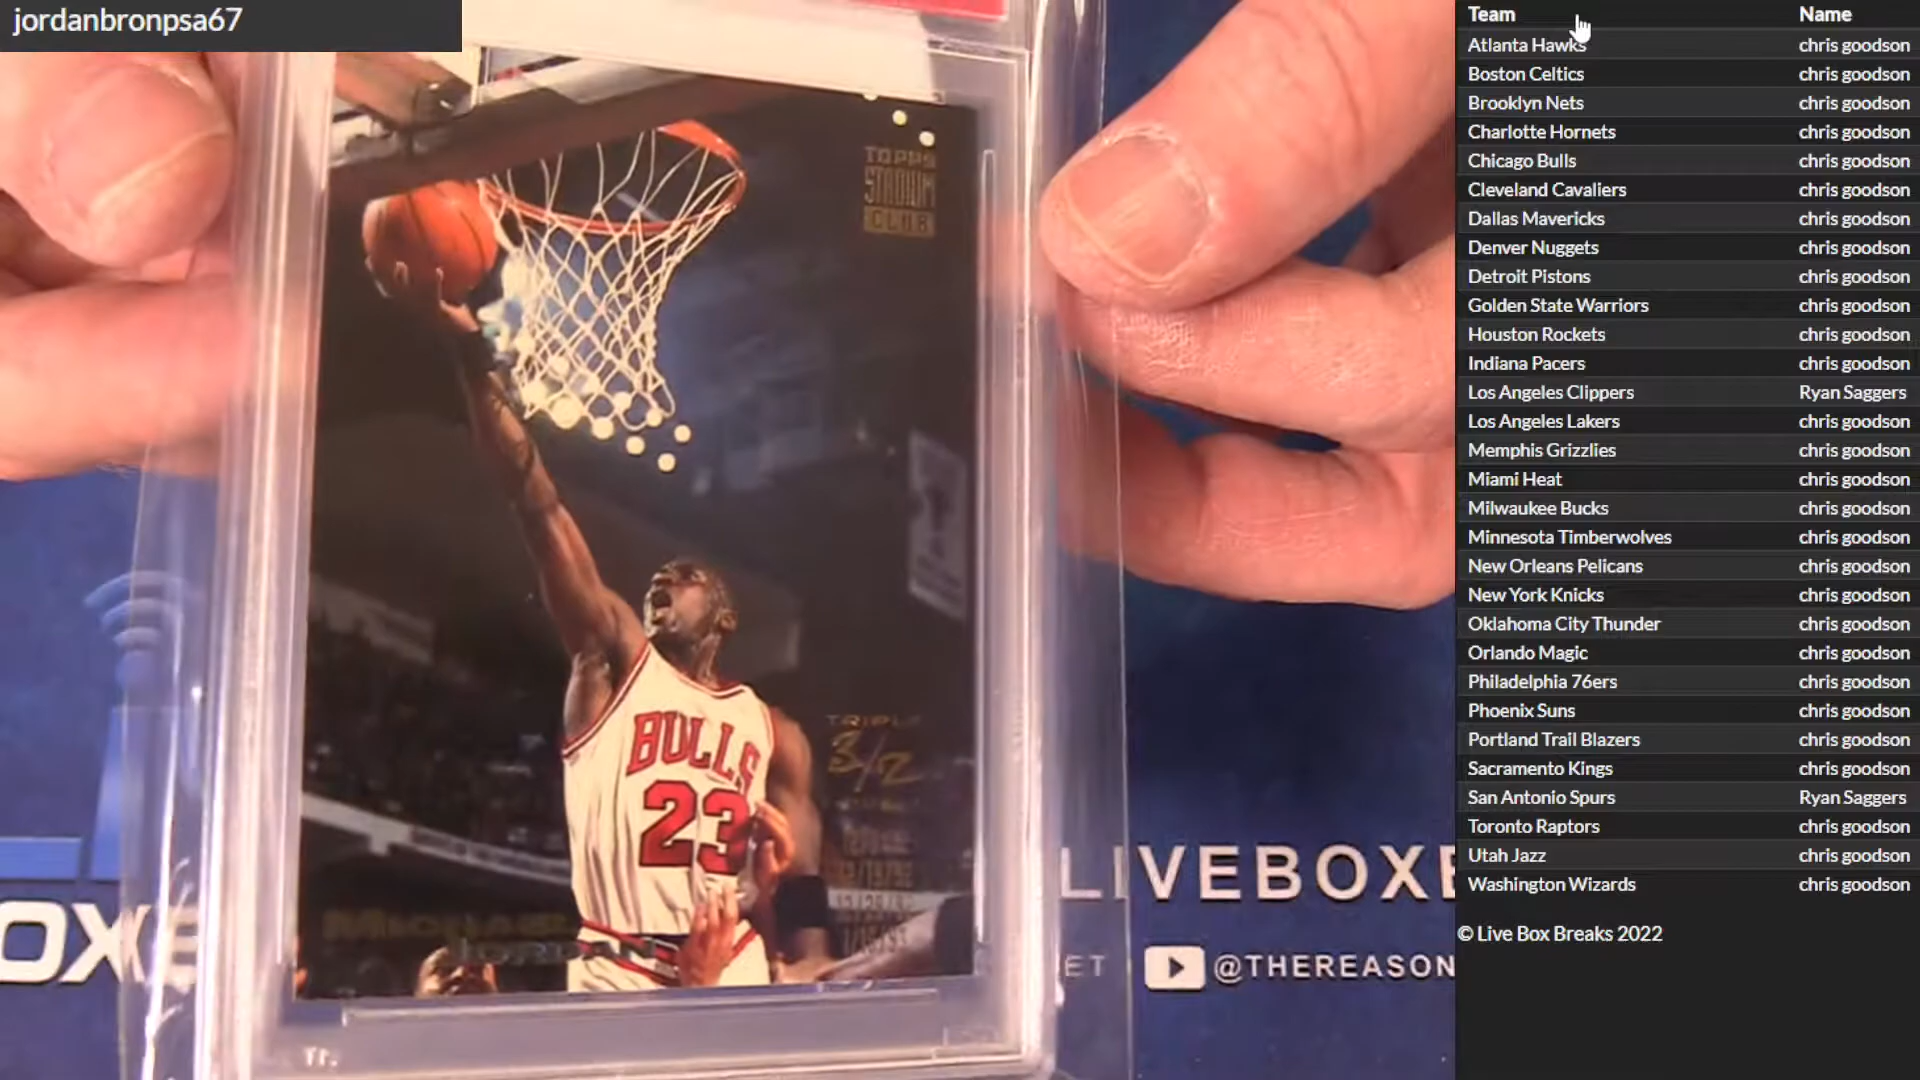 jordanbronpsa67
TOPPS
STADIUM
CLUB
BULLS
23
TRIPLE
MICHAEL
JORDAN
OXE
LIVEBOXE
ET
@THEREASON
Team Name
Atlanta Hawks chris goodson
Boston Celtics chris goodson
Brooklyn Nets chris goodson
Charlotte Hornets chris goodson
Chicago Bulls chris goodson
Cleveland Cavaliers chris goodson
Dallas Mavericks chris goodson
Denver Nuggets chris goodson
Detroit Pistons chris goodson
Golden State Warriors chris goodson
Houston Rockets chris goodson
Indiana Pacers chris goodson
Los Angeles Clippers Ryan Saggers
Los Angeles Lakers chris goodson
Memphis Grizzlies chris goodson
Miami Heat chris goodson
Milwaukee Bucks chris goodson
Minnesota Timberwolves chris goodson
New Orleans Pelicans chris goodson
New York Knicks chris goodson
Oklahoma City Thunder chris goodson
Orlando Magic chris goodson
Philadelphia 76ers chris goodson
Phoenix Suns chris goodson
Portland Trail Blazers chris goodson
Sacramento Kings chris goodson
San Antonio Spurs Ryan Saggers
Toronto Raptors chris goodson
Utah Jazz chris goodson
Washington Wizards chris goodson
© Live Box Breaks 2022